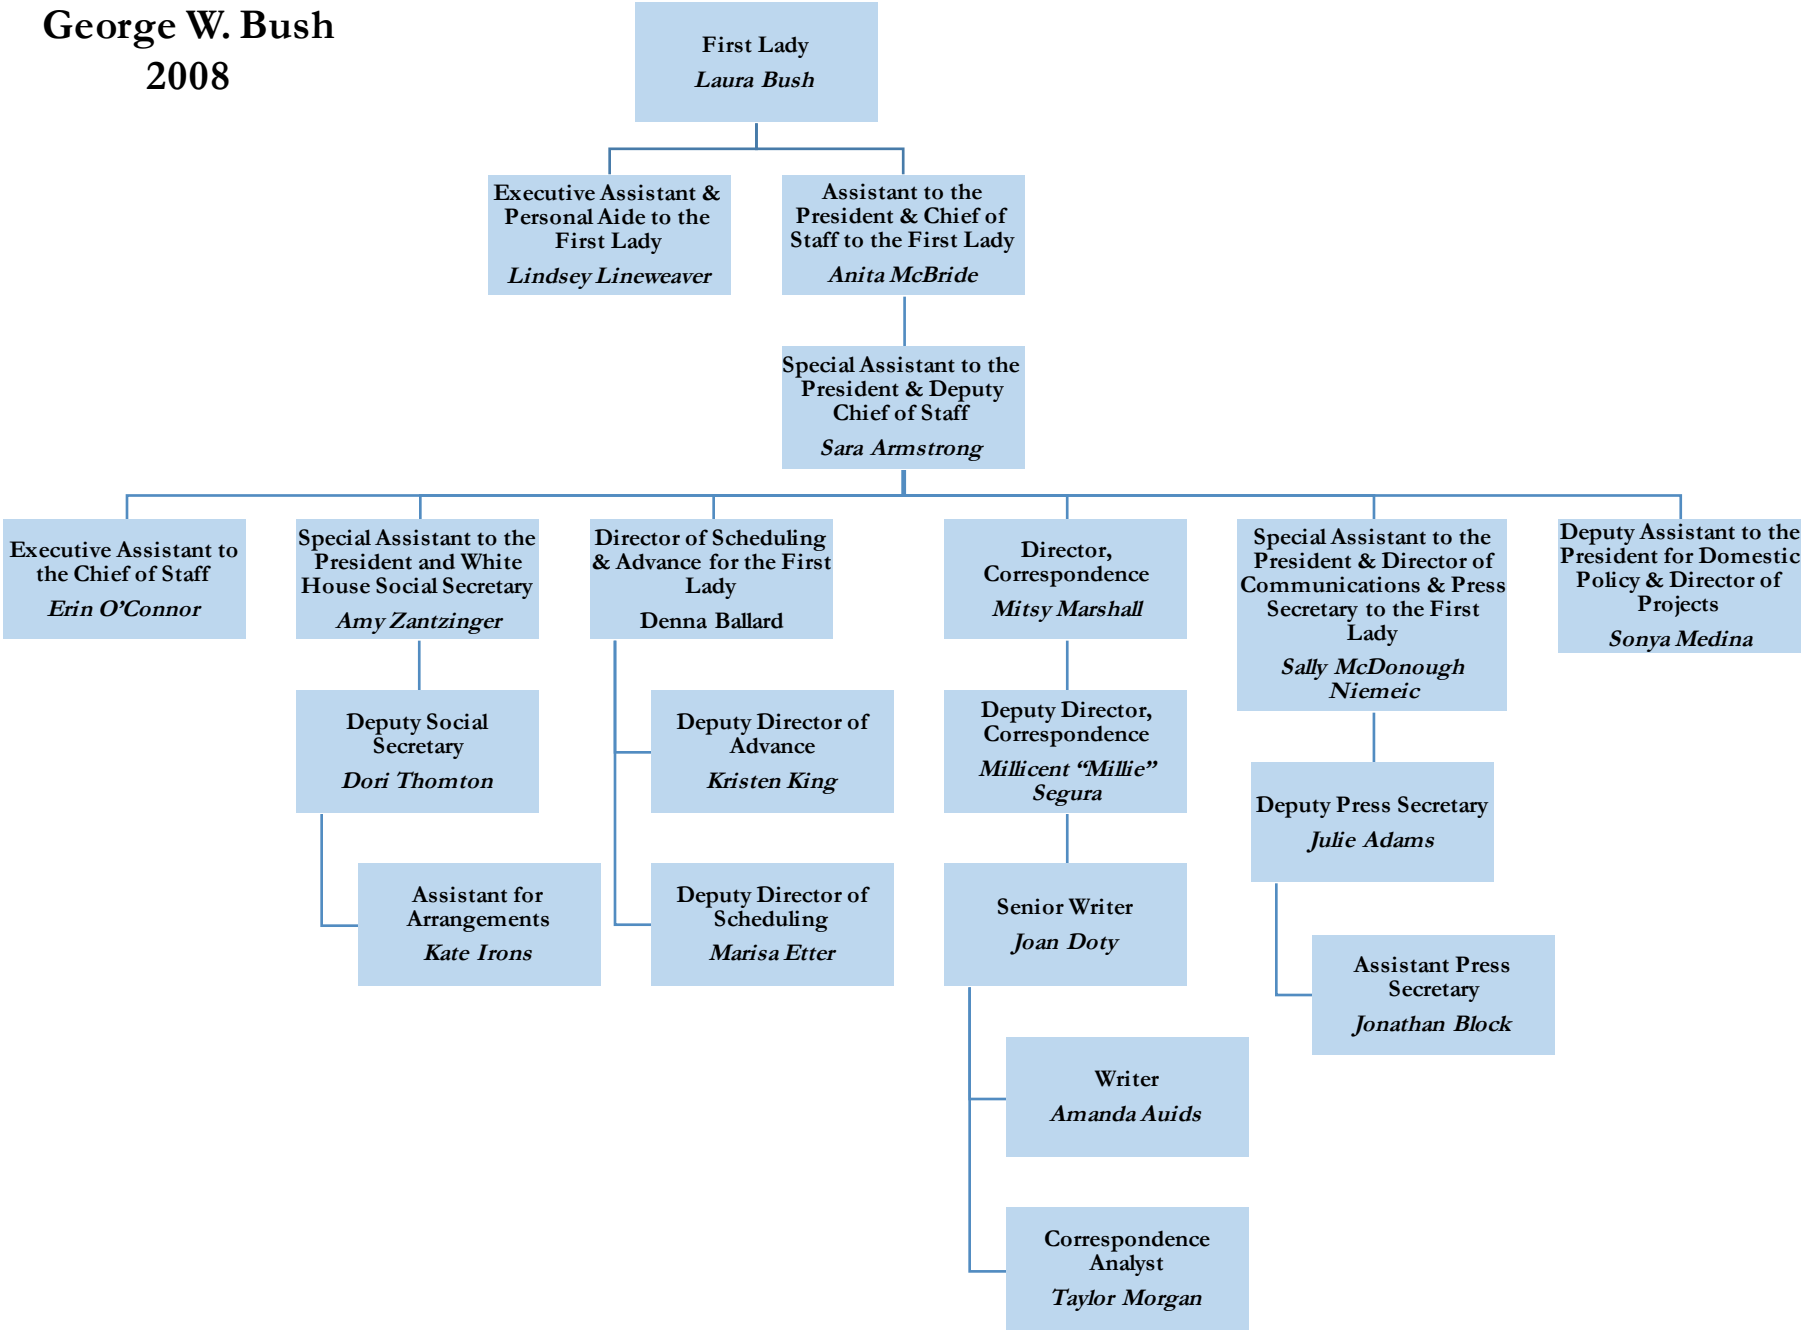 George W. Bush
2008
First Lady
Laura Bush
Executive Assistant &
Personal Aide to the
First Lady
Lindsey Lineweaver
Assistant to the
President & Chief of
Staff to the First Lady
Anita McBride
Special Assistant to the
President & Deputy
Chief of Staff
Sara Armstrong
Executive Assistant to
the Chief of Staff
Erin O’Connor
Special Assistant to the
President and White
House Social Secretary
Amy Zantzinger
Director of Scheduling
& Advance for the First
Lady
Denna Ballard
Director,
Correspondence
Mitsy Marshall
Special Assistant to the
President & Director of
Communications & Press
Secretary to the First
Lady
Sally McDonough
Niemeic
Deputy Assistant to the
President for Domestic
Policy & Director of
Projects
Sonya Medina
Deputy Social
Secretary
Dori Thomton
Deputy Director of
Advance
Kristen King
Deputy Director,
Correspondence
Millicent “Millie”
Segura
Deputy Press Secretary
Julie Adams
Assistant for
Arrangements
Kate Irons
Deputy Director of
Scheduling
Marisa Etter
Senior Writer
Joan Doty
Assistant Press
Secretary
Jonathan Block
Writer
Amanda Auids
Correspondence
Analyst
Taylor Morgan